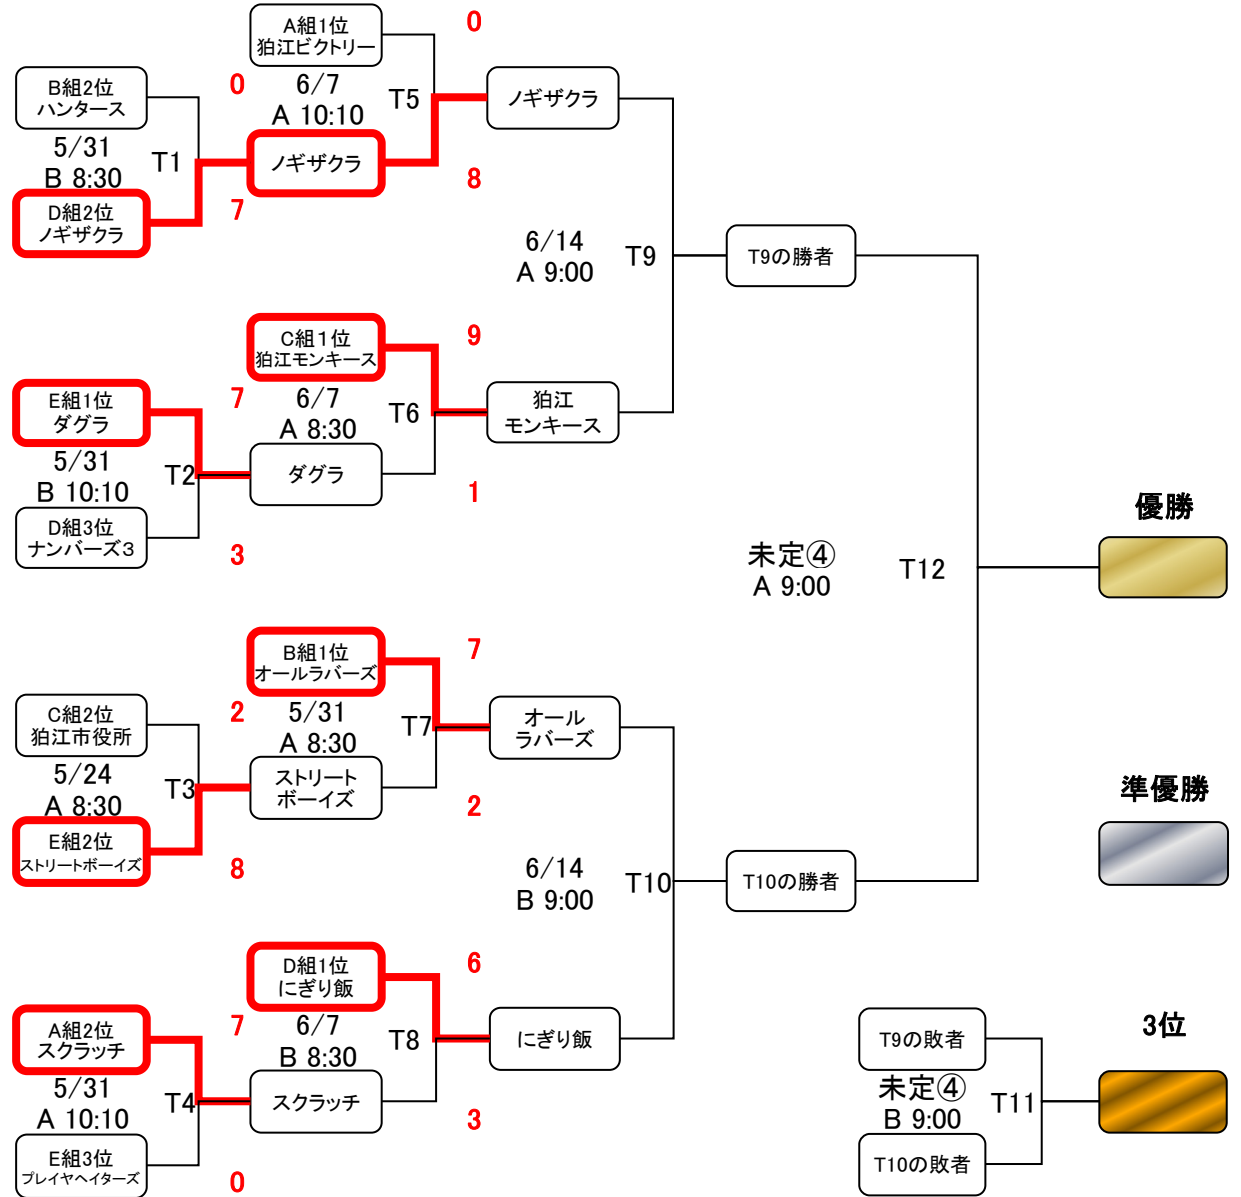 A組1位
狛江ビクトリー
0
B組2位
ハンタース
0
6/7
A 10:10
T5
ノギザクラ
5/31
B 8:30
T1
ノギザクラ
8
D組2位
ノギザクラ
7
6/14
A 9:00
T9
T9の勝者
C組1位
狛江モンキース
9
E組1位
ダグラ
7
6/7
A 8:30
T6
狛江
モンキース
5/31
B 10:10
T2
ダグラ
1
D組3位
ナンバーズ3
3
優勝
未定④
A 9:00
T12
B組1位
オールラバーズ
7
C組2位
狛江市役所
2
5/31
A 8:30
T7
オール
ラバーズ
5/24
A 8:30
T3
ストリート
ボーイズ
2
準優勝
E組2位
ストリートボーイズ
8
6/14
B 9:00
T10
T10の勝者
D組1位
にぎり飯
6
A組2位
スクラッチ
7
6/7
B 8:30
T8
にぎり飯
T9の敗者
3位
5/31
A 10:10
T4
スクラッチ
3
未定④
B 9:00
T11
E組3位
プレイヤヘイターズ
0
T10の敗者